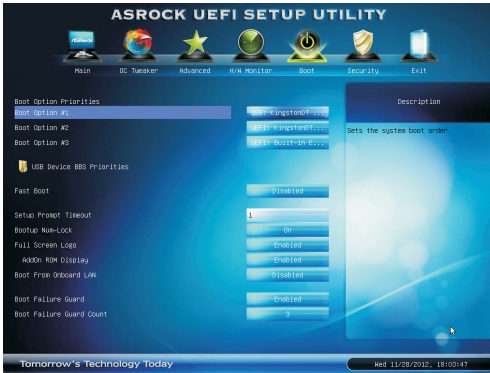 ASROCK UEFI SETUP UTILITY
ASRock
Main OC Tweaker Advanced H/W Monitor Boot Security Exit
Boot Option Priorities
Boot Option #1 USB: KingstonDT ...
Boot Option #2 UEFI: KingstonDT...
Boot Option #3 UEFI: Built-in E...
USB Device BBS Priorities
Fast Boot Disabled
Setup Prompt Timeout 1
Bootup Num-Lock On
Full Screen Logo Enabled
AddOn ROM Display Enabled
Boot From Onboard LAN Disabled
Boot Failure Guard Enabled
Boot Failure Guard Count 3
Description
Sets the system boot order
Tomorrow's Technology Today
Wed 11/28/2012, 18:03:47